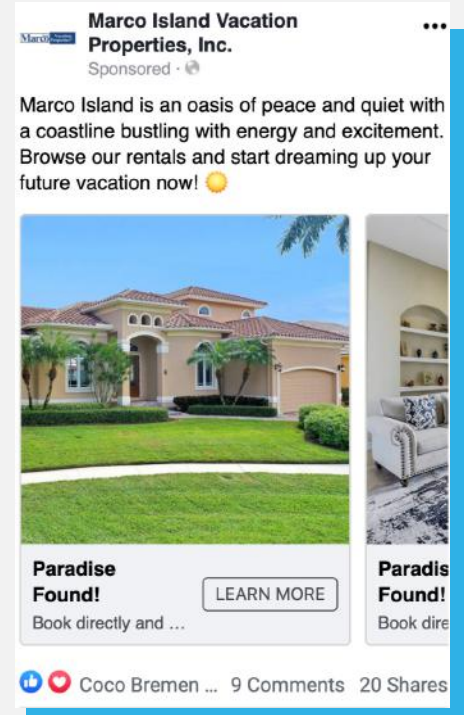 Marco Island Vacation
Properties, Inc.
Sponsored ·
Marco Island is an oasis of peace and quiet with
a coastline bustling with energy and excitement.
Browse our rentals and start dreaming up your
future vacation now!
Paradise
Found!
LEARN MORE
Book directly and ...
Paradis
Found!
Book dire
Coco Bremen ... 9 Comments 20 Shares